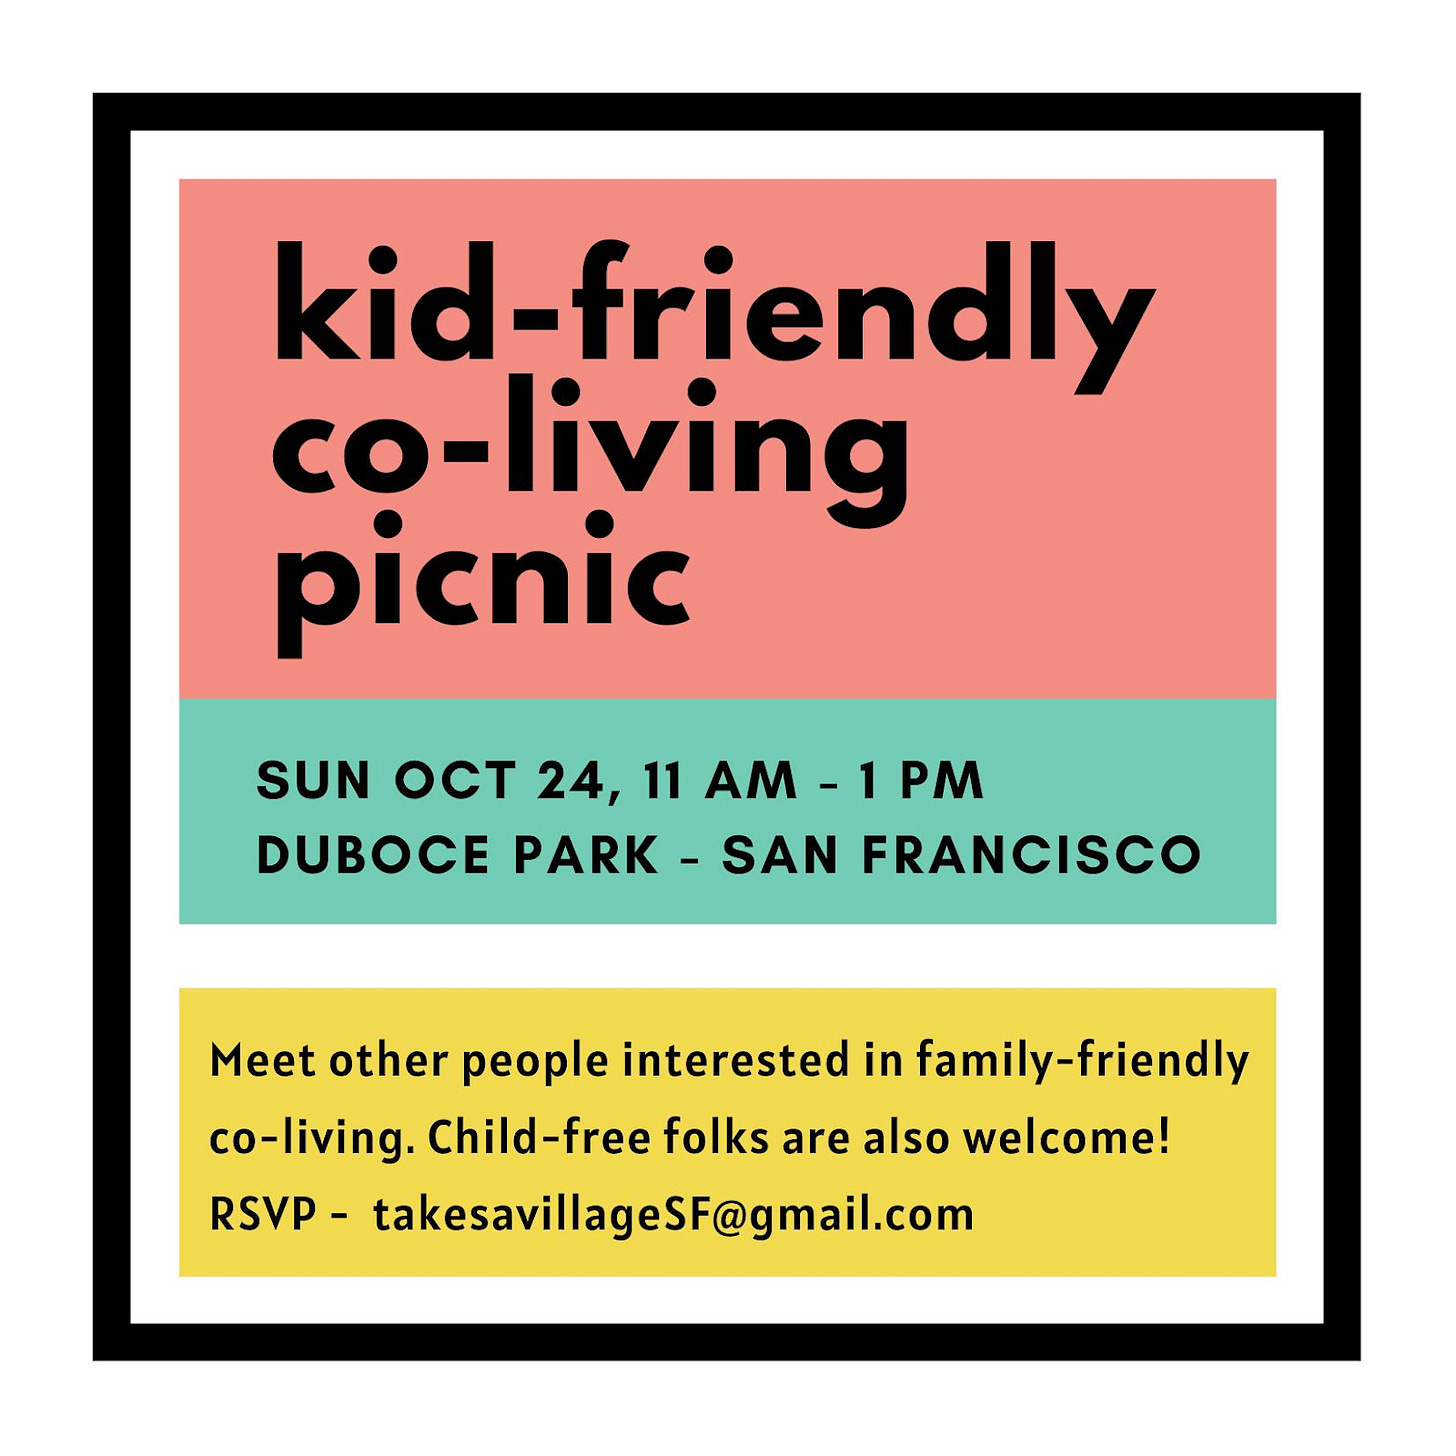 kid-friendly
co-living
picnic
SUN OCT 24, 11 AM - 1 PM
DUBOCE PARK - SAN FRANCISCO
Meet other people interested in family-friendly
co-living. Child-free folks are also welcome!
RSVP - takesavillageSF@gmail.com